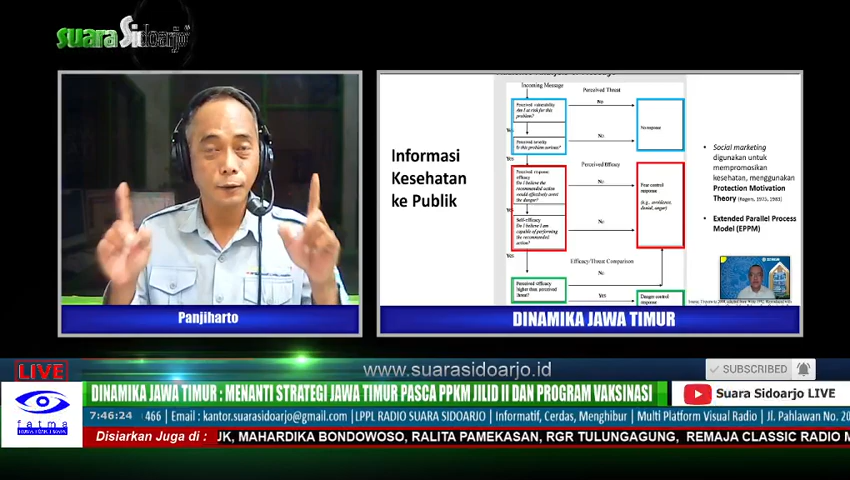 suara Sidoarjo
Incoming Message
Perceived Threat
Perceived vulnerability
Am I at risk for this
problem?
No
No response
Yes
Perceived severity
Is this problem serious?
No
Yes
Perceived Efficacy
Perceived response
efficacy
Do I believe the
recommended action
would effectively avert
the danger?
No
Fear control
response
(e.g., avoidance,
denial, anger)
Yes
Self-efficacy
Do I believe I am
capable of performing
the recommended
action?
No
Yes
Efficacy/Threat Comparison
No
Perceived efficacy
higher than perceived
threat?
Yes
Danger control
Informasi
Kesehatan
ke Publik
Social marketing
digunakan untuk
mempromosikan
kesehatan, menggunakan
Protection Motivation
Theory (Rogers, 1975, 1983)
Extended Parallel Process
Model (EPPM)
Panjiharto
DINAMIKA JAWA TIMUR
LIVE
www.suarasidoarjo.id
SUBSCRIBED
DINAMIKA JAWA TIMUR : MENANTI STRATEGI JAWA TIMUR PASCA PPKM JILID II DAN PROGRAM VAKSINASI
Suara Sidoarjo LIVE
fatma
7:46:24
466 | Email : kantor.suarasidoarjo@gmail.com |LPPL RADIO SUARA SIDOARJO | Informatif, Cerdas, Menghibur | Multi Platform Visual Radio | Jl. Pahlawan No. 20
Disiarkan Juga di :
JK, MAHARDIKA BONDOWOSO, RALITA PAMEKASAN, RGR TULUNGAGUNG, REMAJA CLASSIC RADIO M